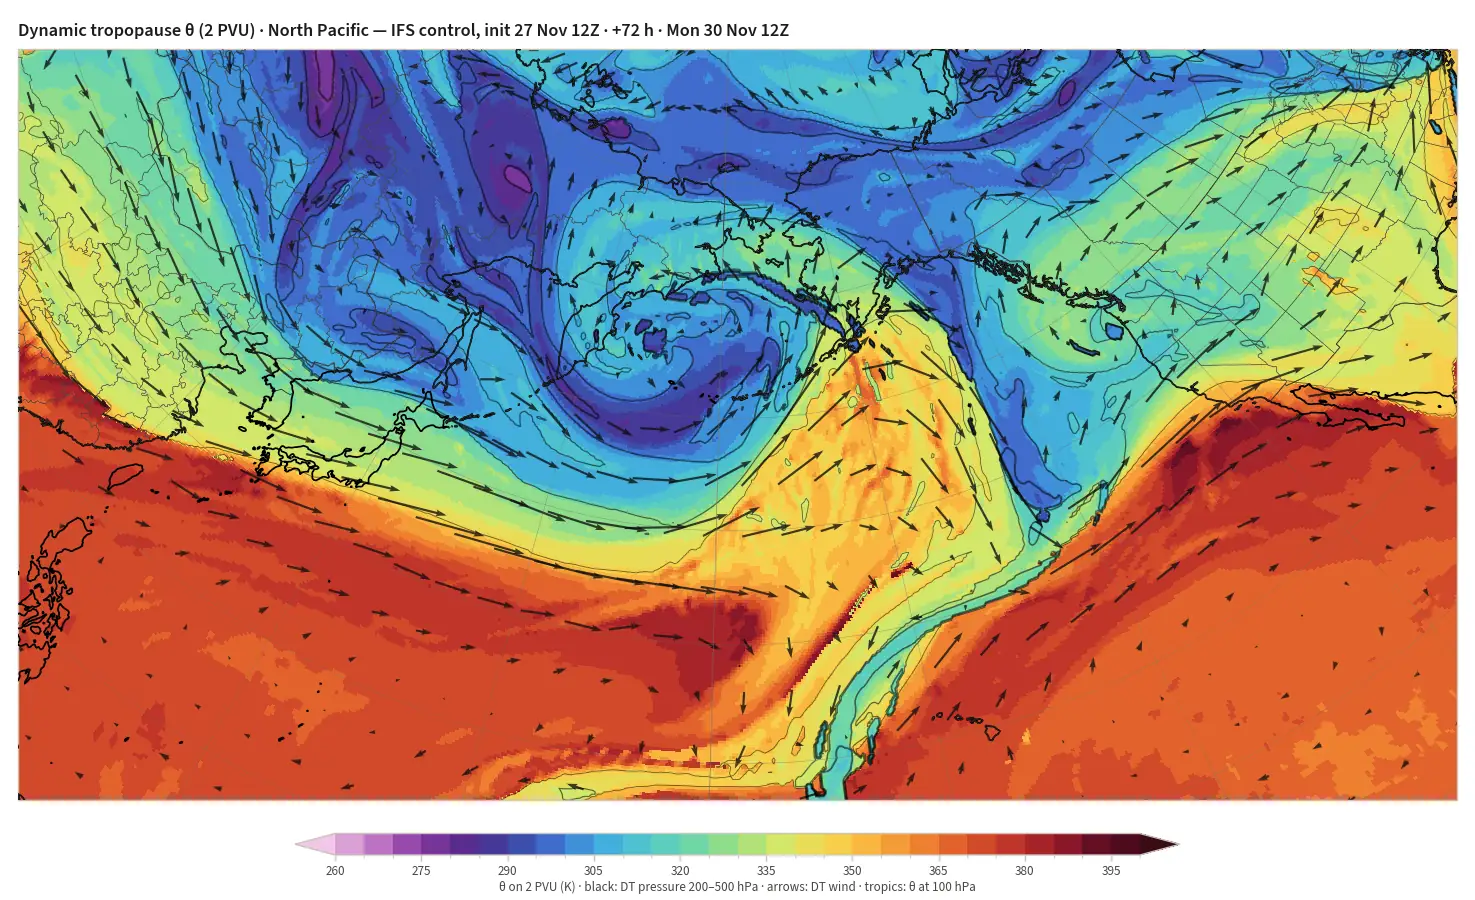 Dynamic tropopause θ (2 PVU) · North Pacific — IFS control, init 27 Nov 12Z · +72 h · Mon 30 Nov 12Z
260 275 290 305 320 335 350 365 380 395
θ on 2 PVU (K) · black: DT pressure 200–500 hPa · arrows: DT wind · tropics: θ at 100 hPa